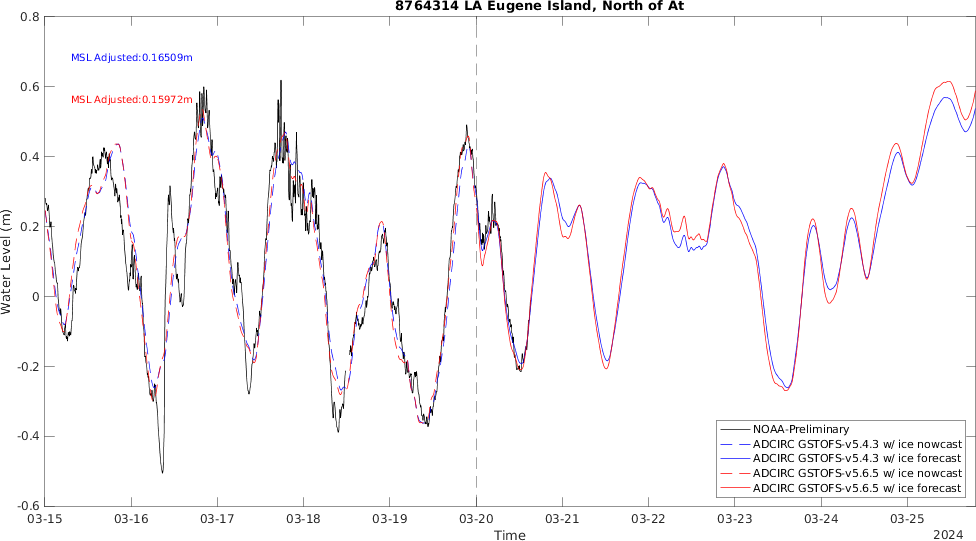 8764314 LA Eugene Island, North of At
0.8
0.6
0.4
0.2
0
-0.2
-0.4
-0.6
Water Level (m)
MSL Adjusted:0.16509m
MSL Adjusted:0.15972m
NOAA-Preliminary
ADCIRC GSTOFS-v5.4.3 w/ ice nowcast
ADCIRC GSTOFS-v5.4.3 w/ ice forecast
ADCIRC GSTOFS-v5.6.5 w/ ice nowcast
ADCIRC GSTOFS-v5.6.5 w/ ice forecast
03-15 03-16 03-17 03-18 03-19 03-20 03-21 03-22 03-23 03-24 03-25
Time
2024